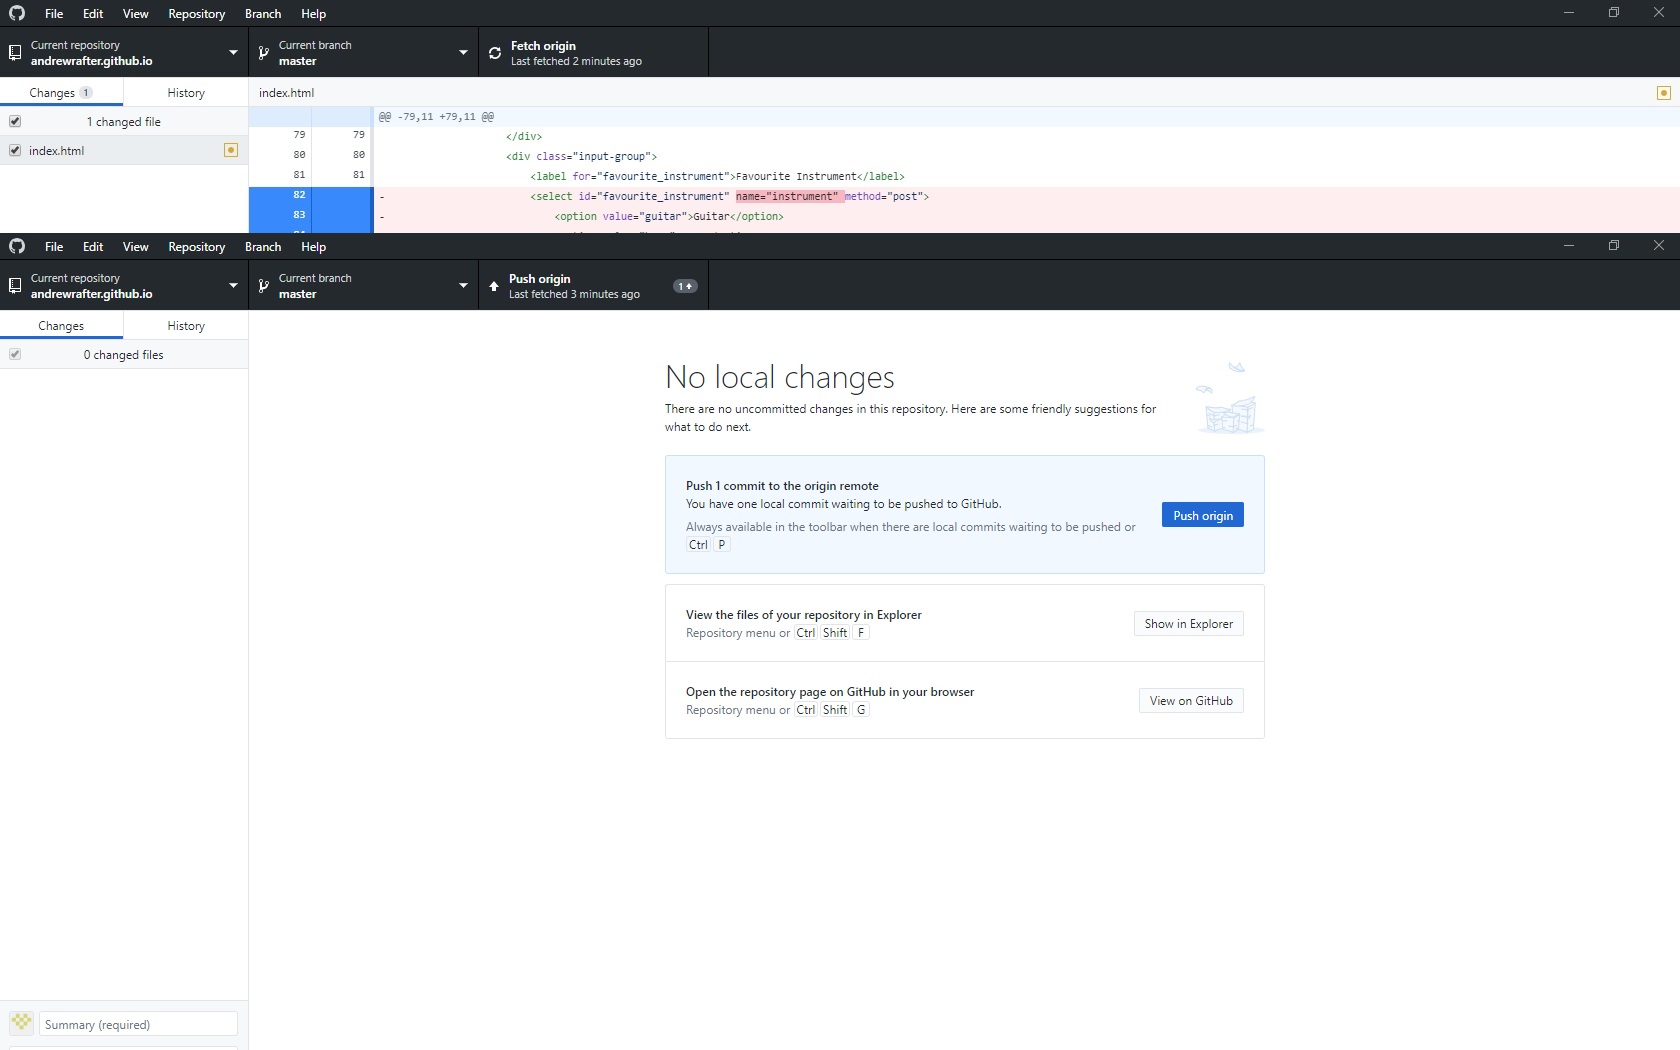 File Edit View Repository Branch Help
Current repository
andrewrafter.github.io
Current branch
master
Fetch origin
Last fetched 2 minutes ago
Changes 1
History
index.html
1 changed file
index.html
@@ -79,11 +79,11 @@
79 79 </div>
80 80 <div class="input-group">
81 81 <label for="favourite_instrument">Favourite Instrument</label>
82 - <select id="favourite_instrument" name="instrument" method="post">
83 - <option value="guitar">Guitar</option>
File Edit View Repository Branch Help
Current repository
andrewrafter.github.io
Current branch
master
Push origin
Last fetched 3 minutes ago
1
Changes
History
0 changed files
No local changes
There are no uncommitted changes in this repository. Here are some friendly suggestions for
what to do next.
Push 1 commit to the origin remote
You have one local commit waiting to be pushed to GitHub.
Always available in the toolbar when there are local commits waiting to be pushed or
Ctrl P
Push origin
View the files of your repository in Explorer
Repository menu or Ctrl Shift F
Show in Explorer
Open the repository page on GitHub in your browser
Repository menu or Ctrl Shift G
View on GitHub
Summary (required)